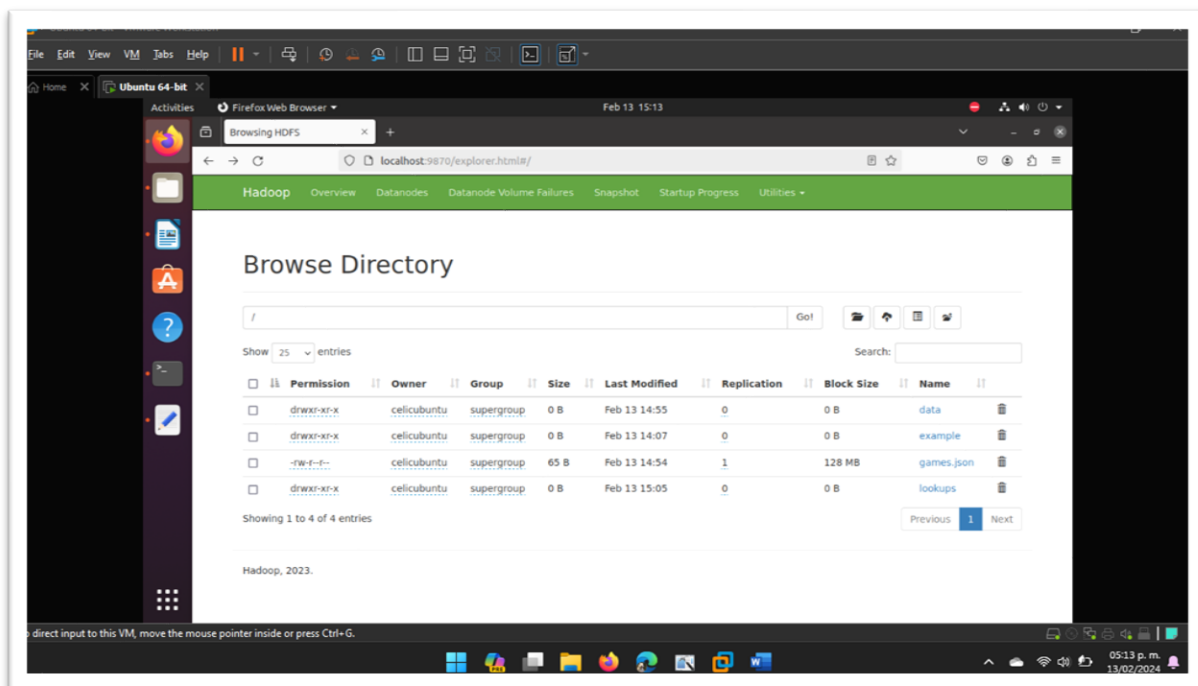 File Edit View VM Tabs Help
Home Ubuntu 64-bit
Activities Firefox Web Browser Feb 13 15:13
Browsing HDFS
localhost:9870/explorer.html#/
Hadoop Overview Datanodes Datanode Volume Failures Snapshot Startup Progress Utilities
Browse Directory
/ Go!
Show 25 entries Search:
Permission Owner Group Size Last Modified Replication Block Size Name
drwxr-xr-x celicubuntu supergroup 0 B Feb 13 14:55 0 0 B data
drwxr-xr-x celicubuntu supergroup 0 B Feb 13 14:07 0 0 B example
-rw-r--r-- celicubuntu supergroup 65 B Feb 13 14:54 1 128 MB games.json
drwxr-xr-x celicubuntu supergroup 0 B Feb 13 15:05 0 0 B lookups
Showing 1 to 4 of 4 entries Previous 1 Next
Hadoop, 2023.
direct input to this VM, move the mouse pointer inside or press Ctrl+G.
05:13 p. m.
13/02/2024